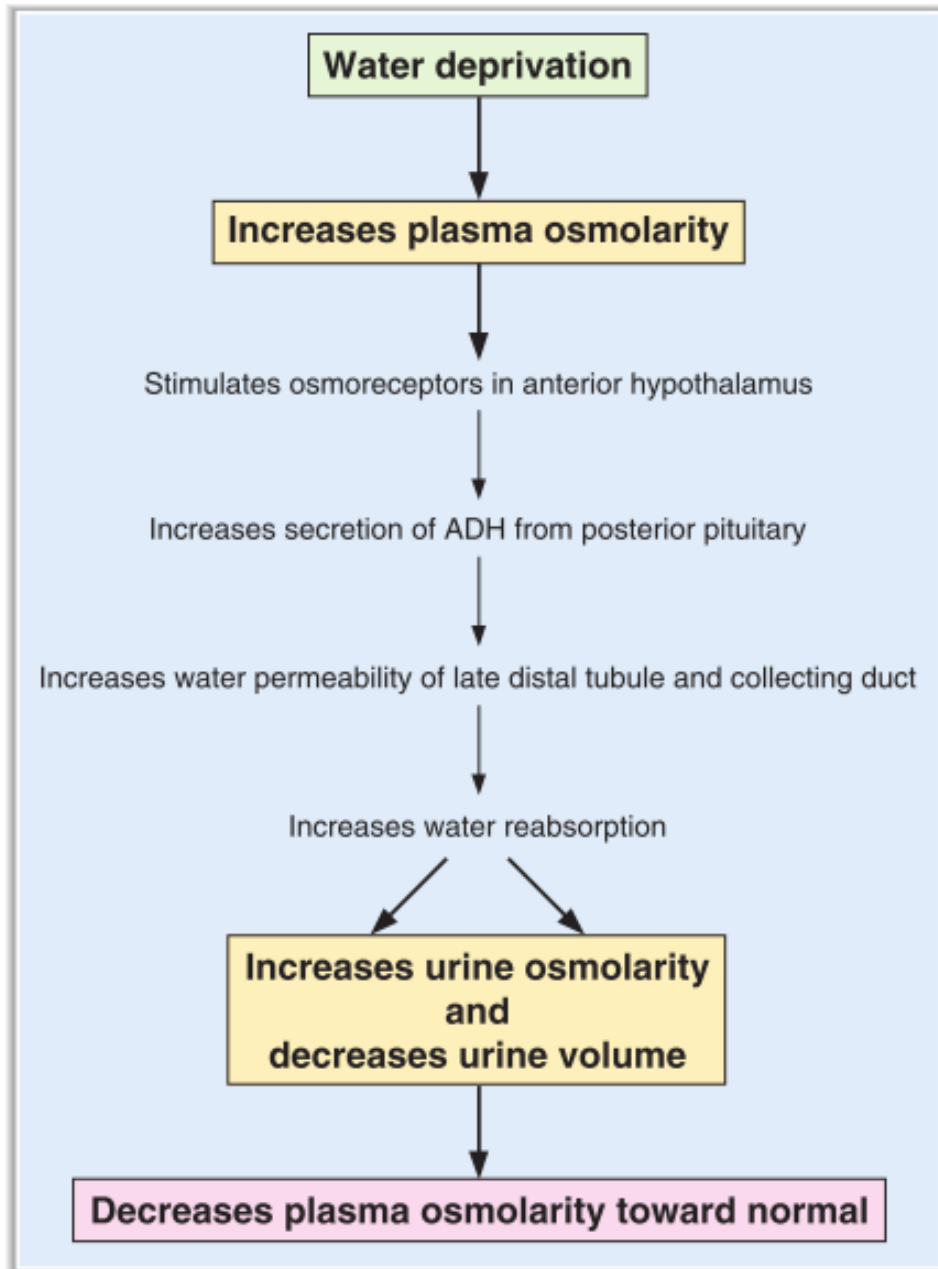 Water deprivation
Increases plasma osmolarity
Stimulates osmoreceptors in anterior hypothalamus
Increases secretion of ADH from posterior pituitary
Increases water permeability of late distal tubule and collecting duct
Increases water reabsorption
Increases urine osmolarity
and
decreases urine volume
Decreases plasma osmolarity toward normal